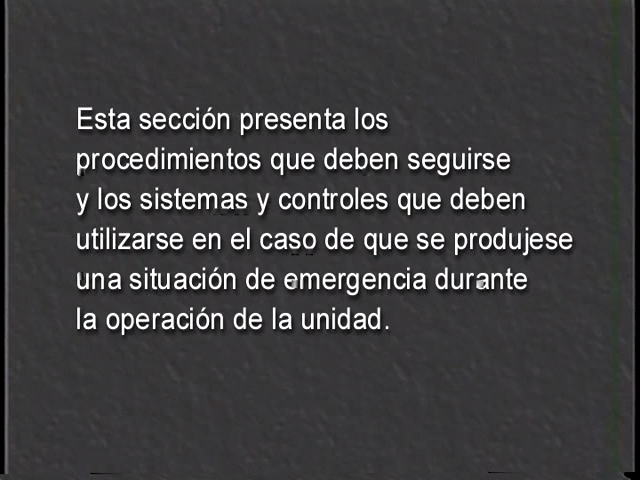 Esta sección presenta los
procedimientos que deben seguirse
y los sistemas y controles que deben
utilizarse en el caso de que se produjese
una situación de emergencia durante
la operación de la unidad.